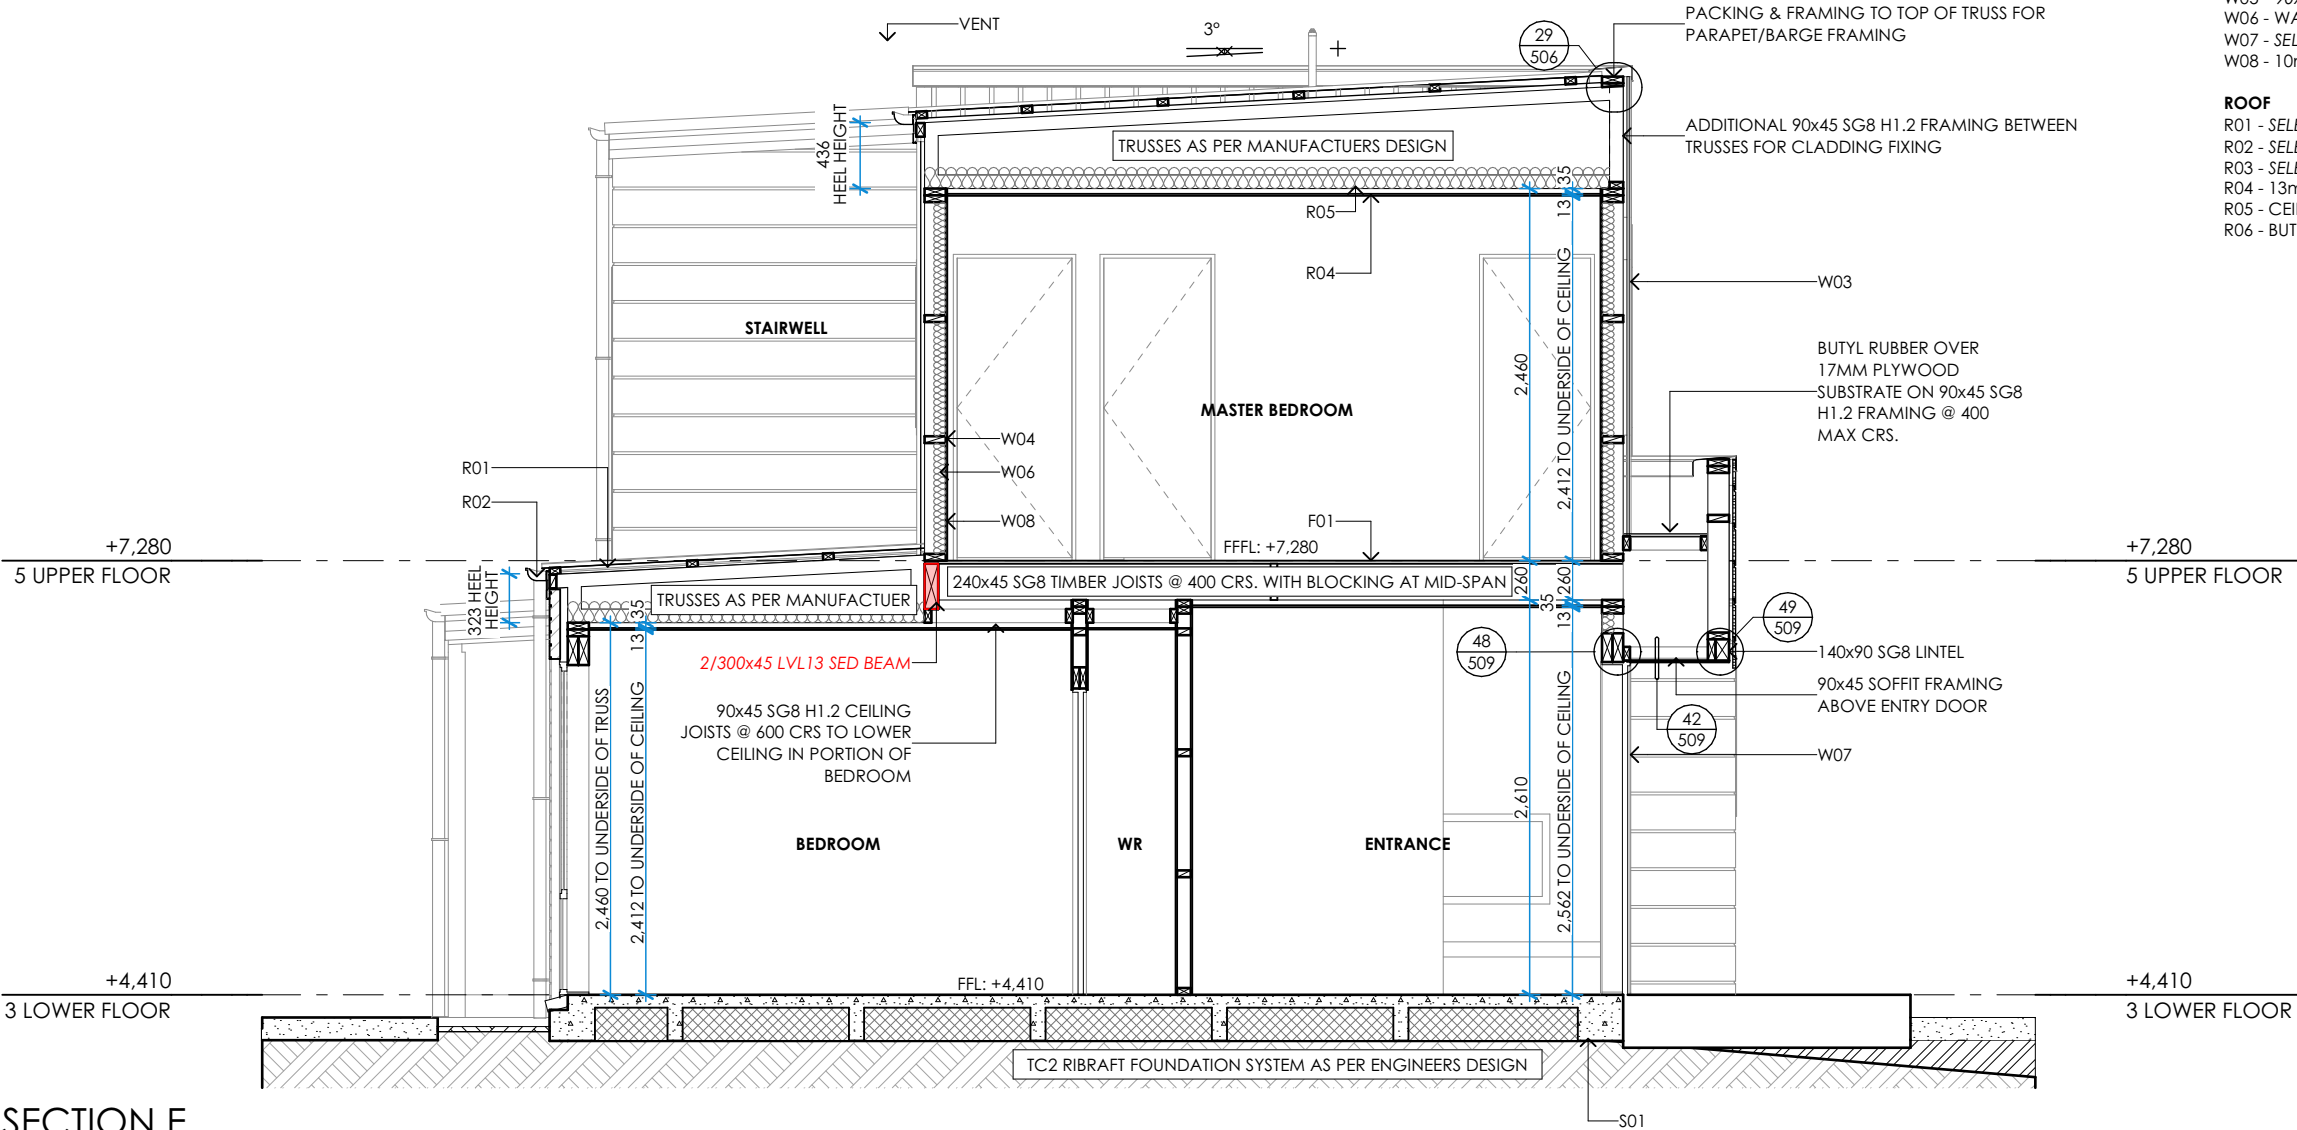 VENT
3°
+
29
506
PACKING & FRAMING TO TOP OF TRUSS FOR
PARAPET/BARGE FRAMING
W06 - WA
W07 - SEL
W08 - 10m
ROOF
R01 - SELE
R02 - SELE
R03 - SELE
R04 - 13m
R05 - CEIL
R06 - BUT
ADDITIONAL 90x45 SG8 H1.2 FRAMING BETWEEN
TRUSSES FOR CLADDING FIXING
436
HEEL HEIGHT
TRUSSES AS PER MANUFACTUERS DESIGN
35
13
R05
R04
W03
STAIRWELL
MASTER BEDROOM
2,460
2,412 TO UNDERSIDE OF CEILING
BUTYL RUBBER OVER
17MM PLYWOOD
SUBSTRATE ON 90x45 SG8
H1.2 FRAMING @ 400
MAX CRS.
W04
W06
W08
R01
R02
F01
FFFL: +7,280
+7,280
5 UPPER FLOOR
+7,280
5 UPPER FLOOR
323 HEEL
HEIGHT
TRUSSES AS PER MANUFACTUER
240x45 SG8 TIMBER JOISTS @ 400 CRS. WITH BLOCKING AT MID-SPAN
260
260
35
13
35
13
2/300x45 LVL13 SED BEAM
48
509
49
509
140x90 SG8 LINTEL
90x45 SOFFIT FRAMING
ABOVE ENTRY DOOR
42
509
W07
90x45 SG8 H1.2 CEILING
JOISTS @ 600 CRS TO LOWER
CEILING IN PORTION OF
BEDROOM
2,460 TO UNDERSIDE OF TRUSS
2,412 TO UNDERSIDE OF CEILING
2,610
2,562 TO UNDERSIDE OF CEILING
BEDROOM
WR
ENTRANCE
FFL: +4,410
+4,410
3 LOWER FLOOR
+4,410
3 LOWER FLOOR
TC2 RIBRAFT FOUNDATION SYSTEM AS PER ENGINEERS DESIGN
S01
SECTION E